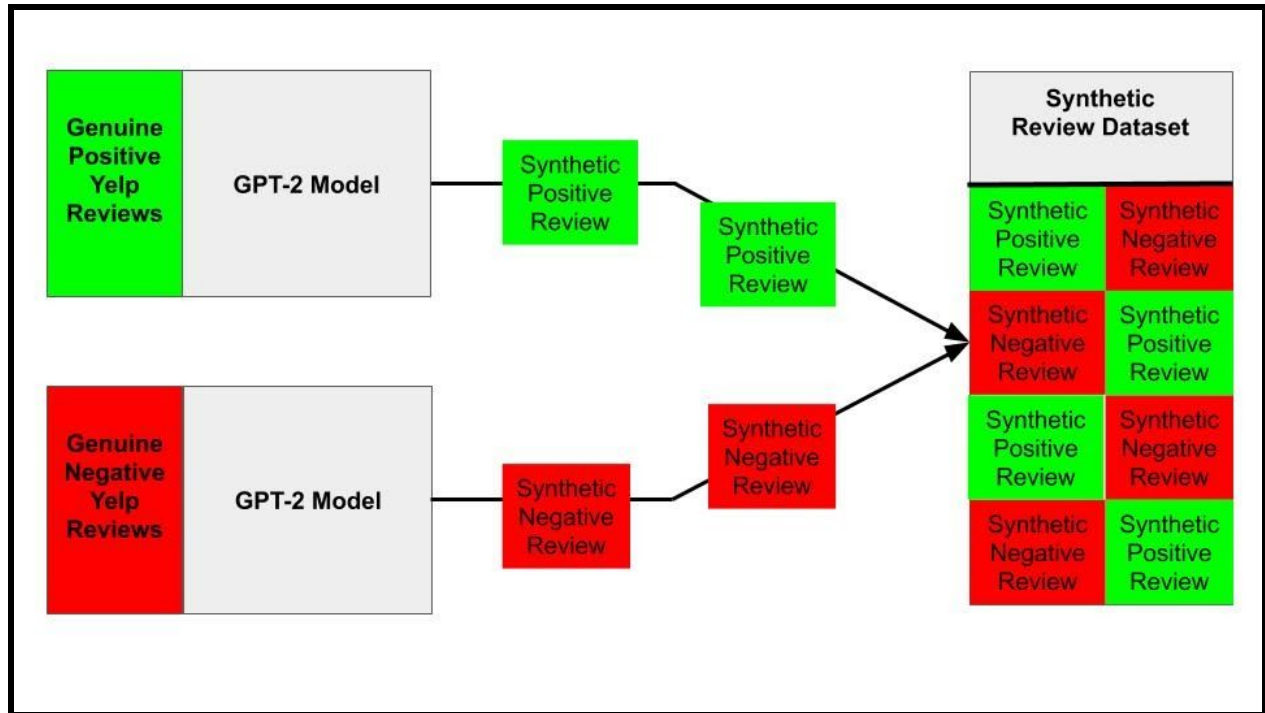 Genuine
Positive
Yelp
Reviews
GPT-2 Model
Synthetic
Positive
Review
Synthetic
Positive
Review
Genuine
Negative
Yelp
Reviews
GPT-2 Model
Synthetic
Negative
Review
Synthetic
Negative
Review
Synthetic
Review Dataset
Synthetic
Positive
Review
Synthetic
Negative
Review
Synthetic
Negative
Review
Synthetic
Positive
Review
Synthetic
Positive
Review
Synthetic
Negative
Review
Synthetic
Negative
Review
Synthetic
Positive
Review